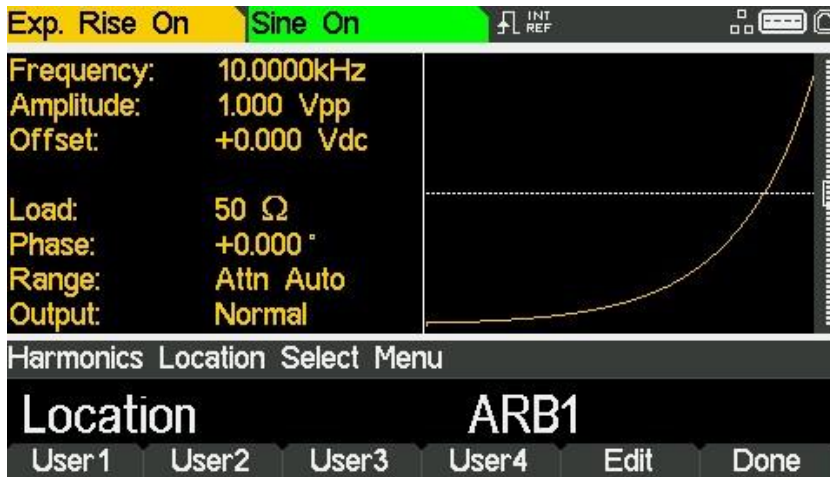 Exp. Rise On Sine On INT
REF
Frequency: 10.0000kHz
Amplitude: 1.000 Vpp
Offset: +0.000 Vdc
Load: 50 Ω
Phase: +0.000 °
Range: Attn Auto
Output: Normal
Harmonics Location Select Menu
Location ARB1
User1 User2 User3 User4 Edit Done